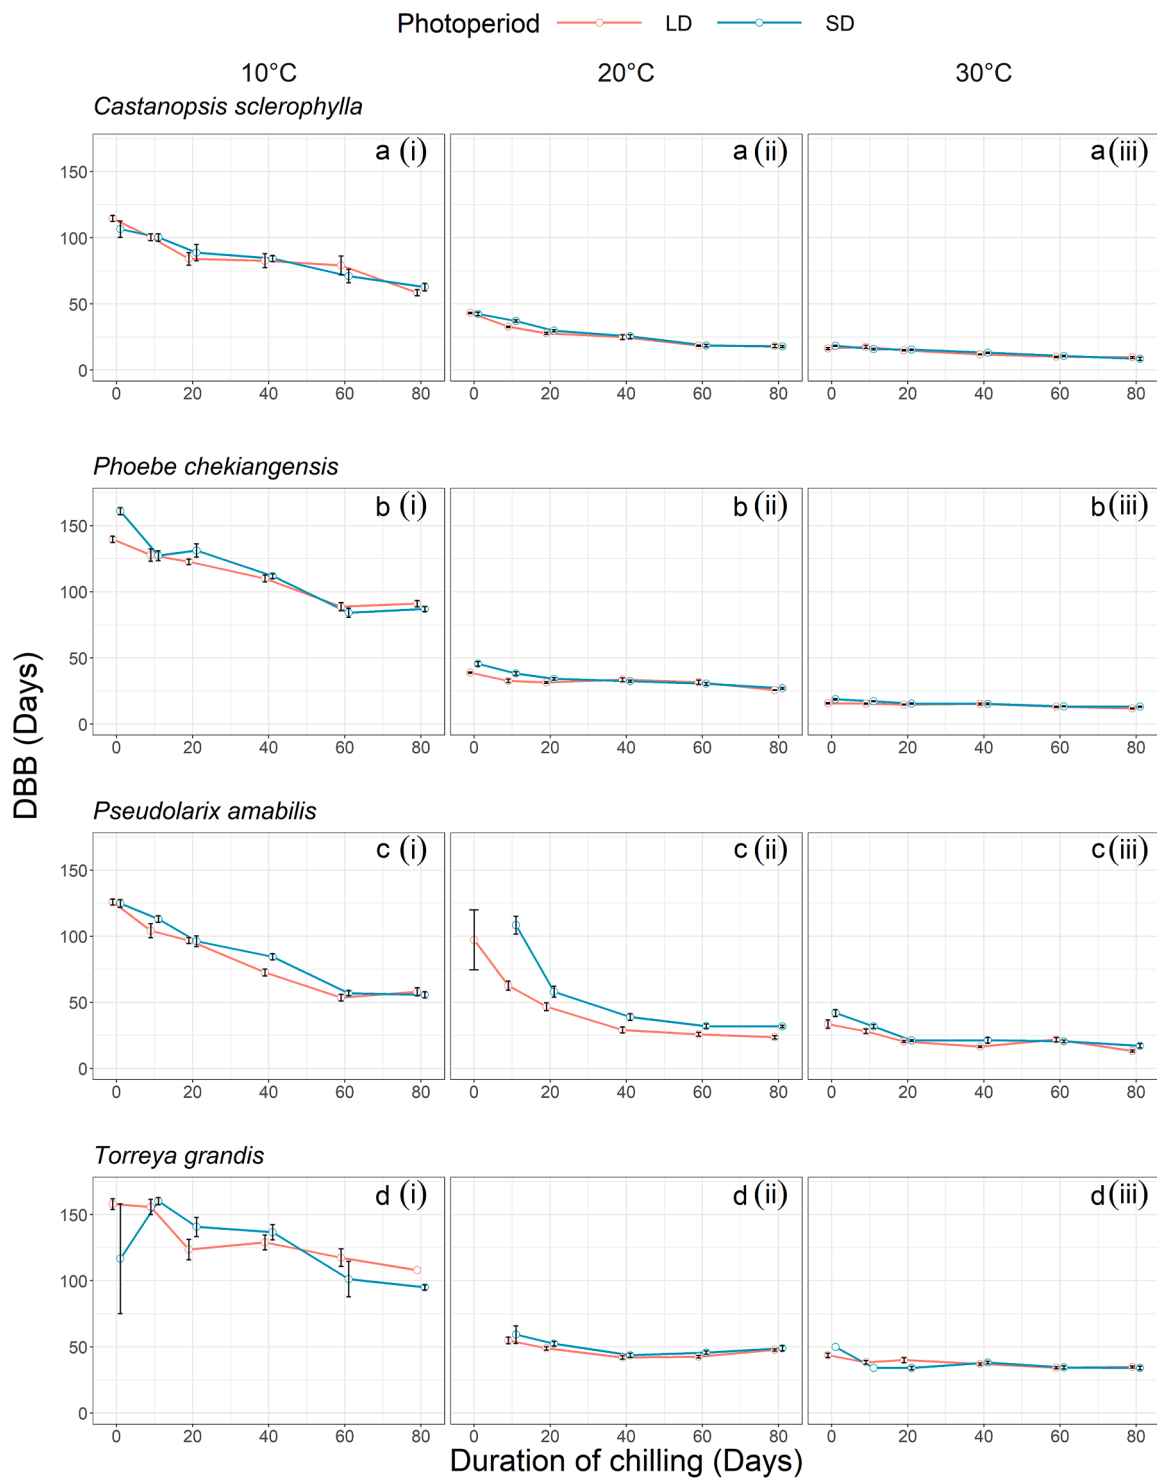 Photoperiod LD SD
10°C 20°C 30°C
Castanopsis sclerophylla
a (i) a (ii) a (iii)
150
100
50
0
0 20 40 60 80 0 20 40 60 80 0 20 40 60 80
Phoebe chekiangensis
b (i) b (ii) b (iii)
150
100
50
0
0 20 40 60 80 0 20 40 60 80 0 20 40 60 80
DBB (Days)
Pseudolarix amabilis
c (i) c (ii) c (iii)
150
100
50
0
0 20 40 60 80 0 20 40 60 80 0 20 40 60 80
Torreya grandis
d (i) d (ii) d (iii)
150
100
50
0
0 20 40 60 80 0 20 40 60 80 0 20 40 60 80
Duration of chilling (Days)